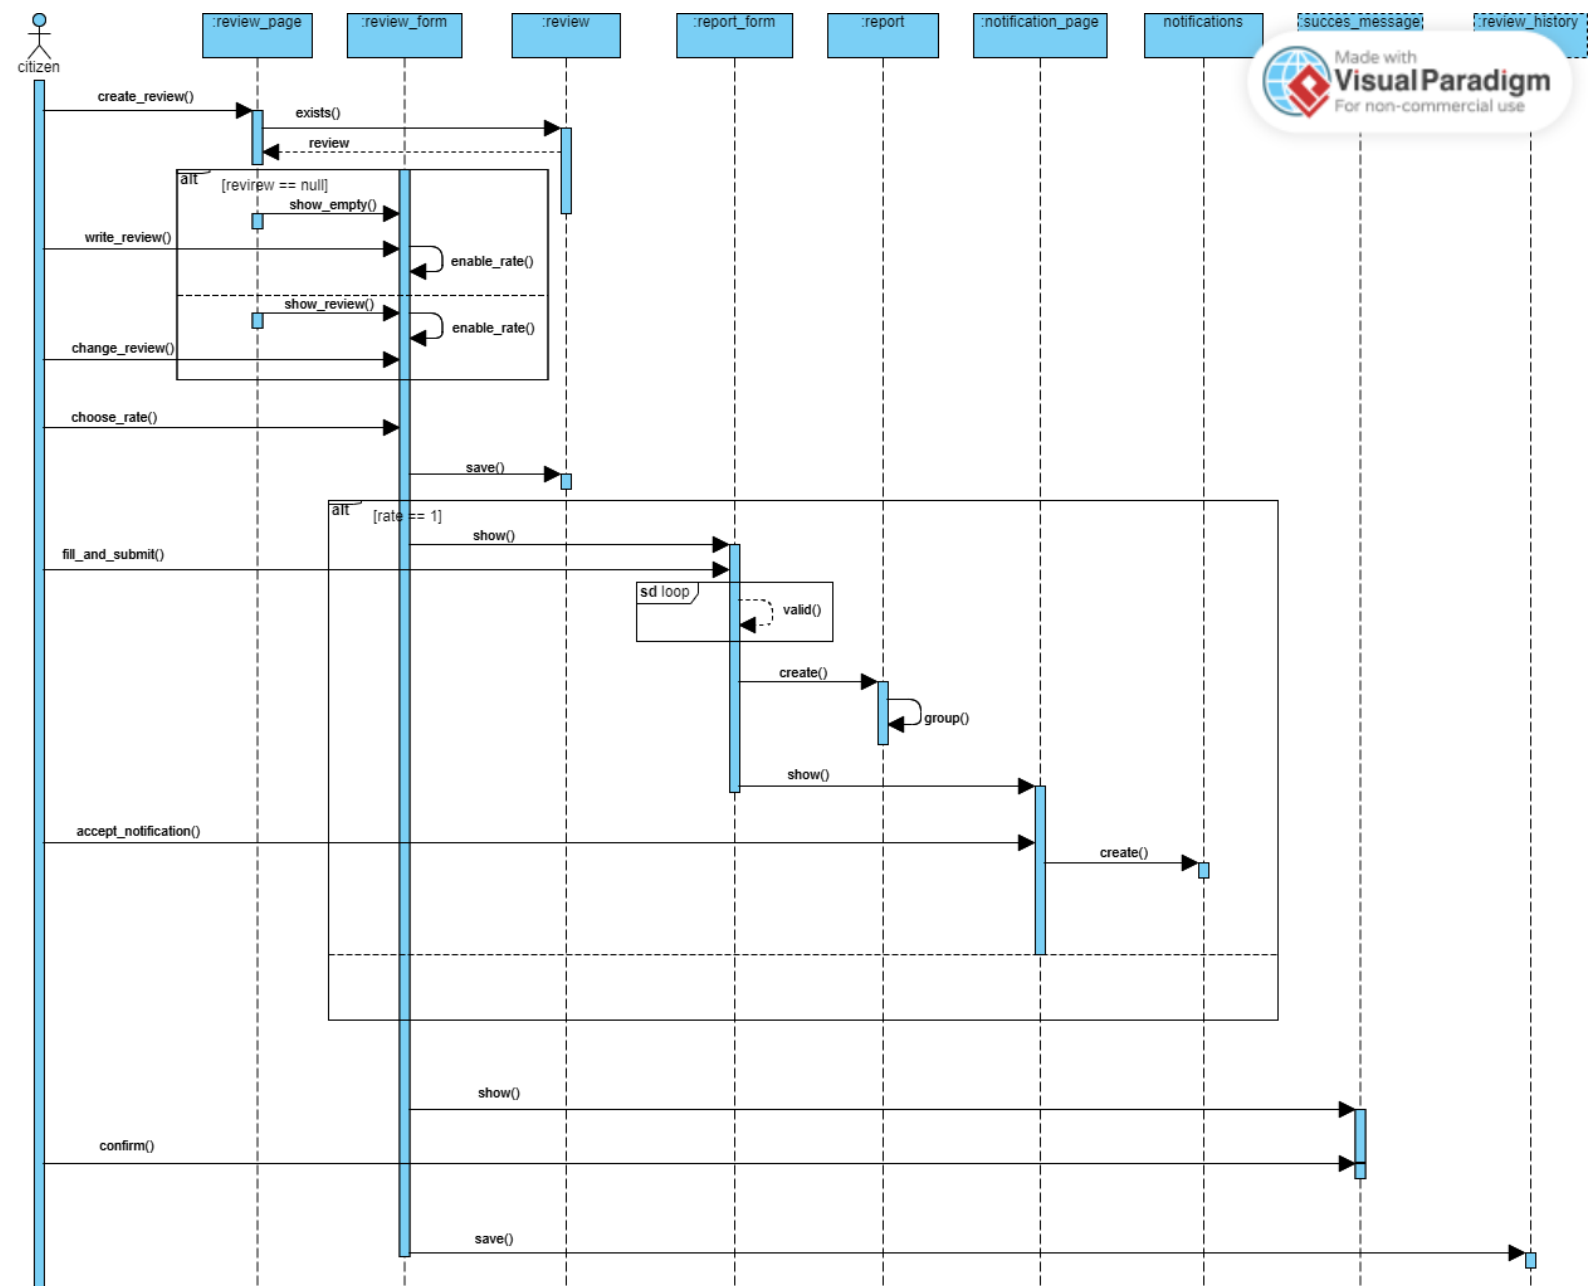 :review_page
:review_form
:review
:report_form
:report
:notification_page
notifications
:succes_message
:review_history
citizen
Made with
Visual Paradigm
For non-commercial use
create_review()
exists()
review
alt
[revirew == null]
show_empty()
write_review()
enable_rate()
show_review()
enable_rate()
change_review()
choose_rate()
save()
alt
[rate == 1]
show()
fill_and_submit()
sd loop
valid()
create()
group()
show()
accept_notification()
create()
show()
confirm()
save()